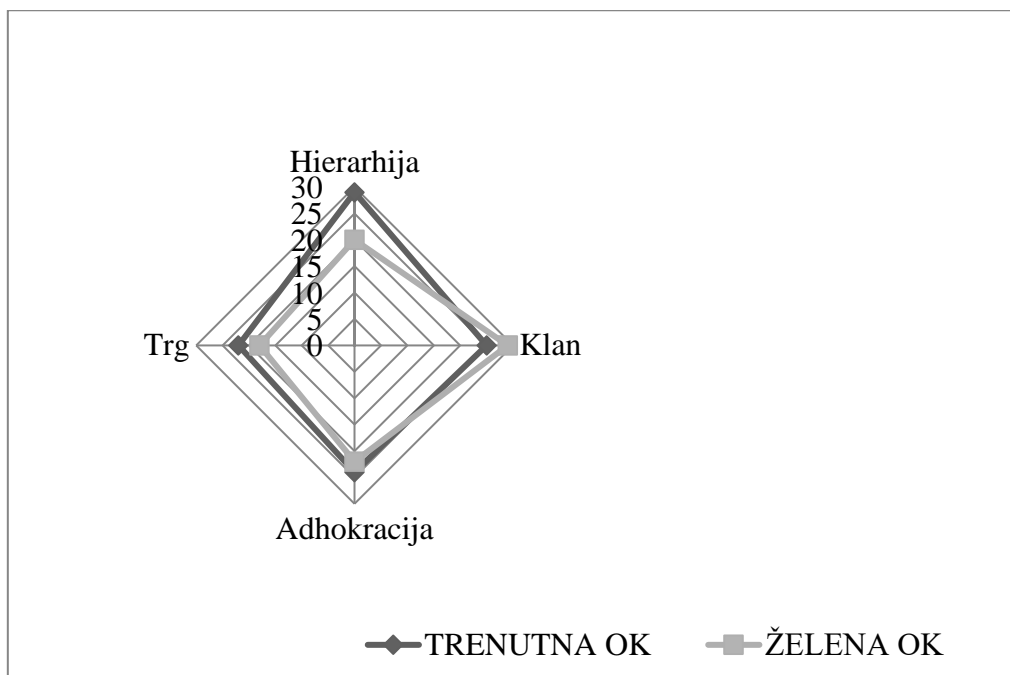 Hierarhija
30
25
20
15
10
5
0
Trg
Klan
Adhokracija
TRENUTNA OK
ŽELENA OK